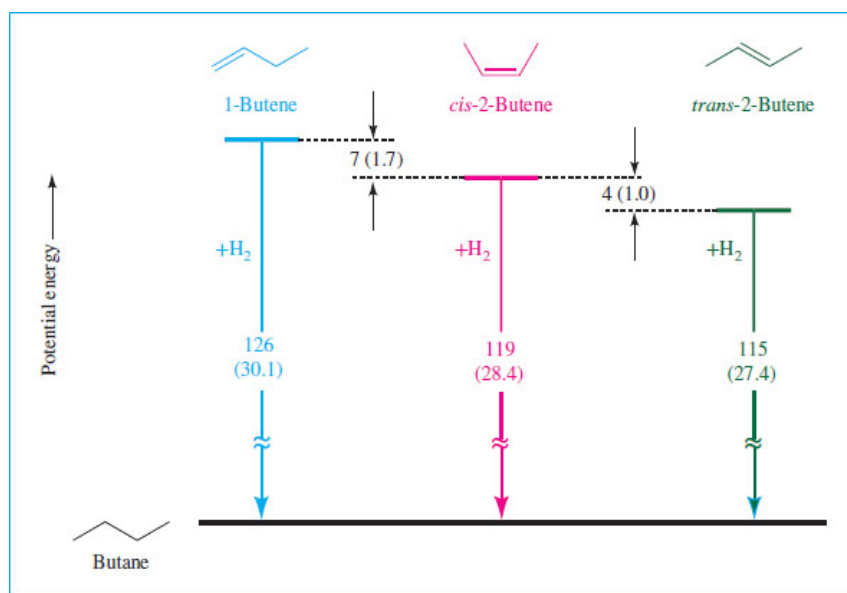 1-Butene
cis-2-Butene
trans-2-Butene
7 (1.7)
4 (1.0)
Potential energy
+H₂
+H₂
+H₂
126
(30.1)
119
(28.4)
115
(27.4)
Butane